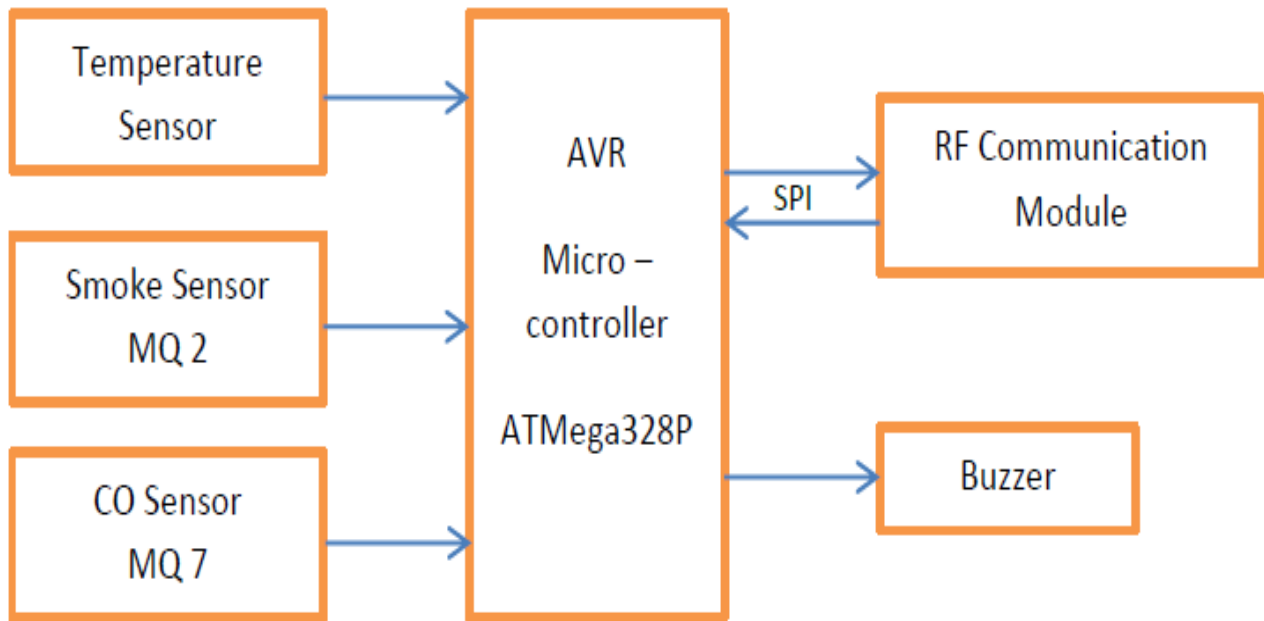 Temperature
Sensor
Smoke Sensor
MQ 2
CO Sensor
MQ 7
AVR
Micro –
controller
ATMega328P
SPI
RF Communication
Module
Buzzer